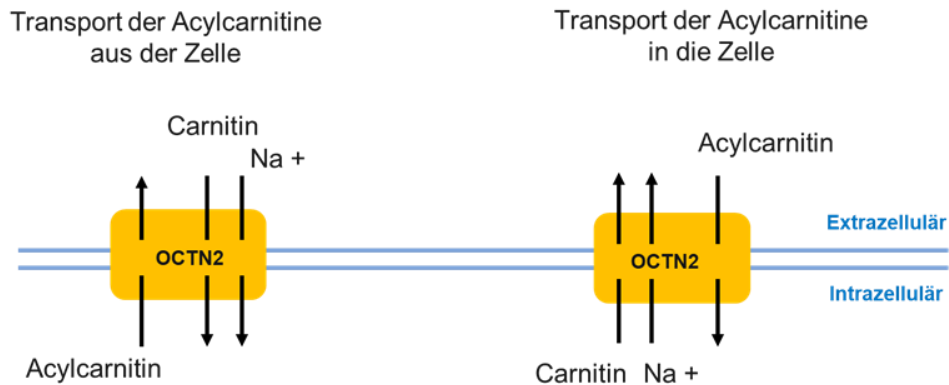 Transport der Acylcarnitine
aus der Zelle
Carnitin
Na +
OCTN2
Acylcarnitin
Transport der Acylcarnitine
in die Zelle
Acylcarnitin
OCTN2
Carnitin Na +
Extrazellulär
Intrazellulär